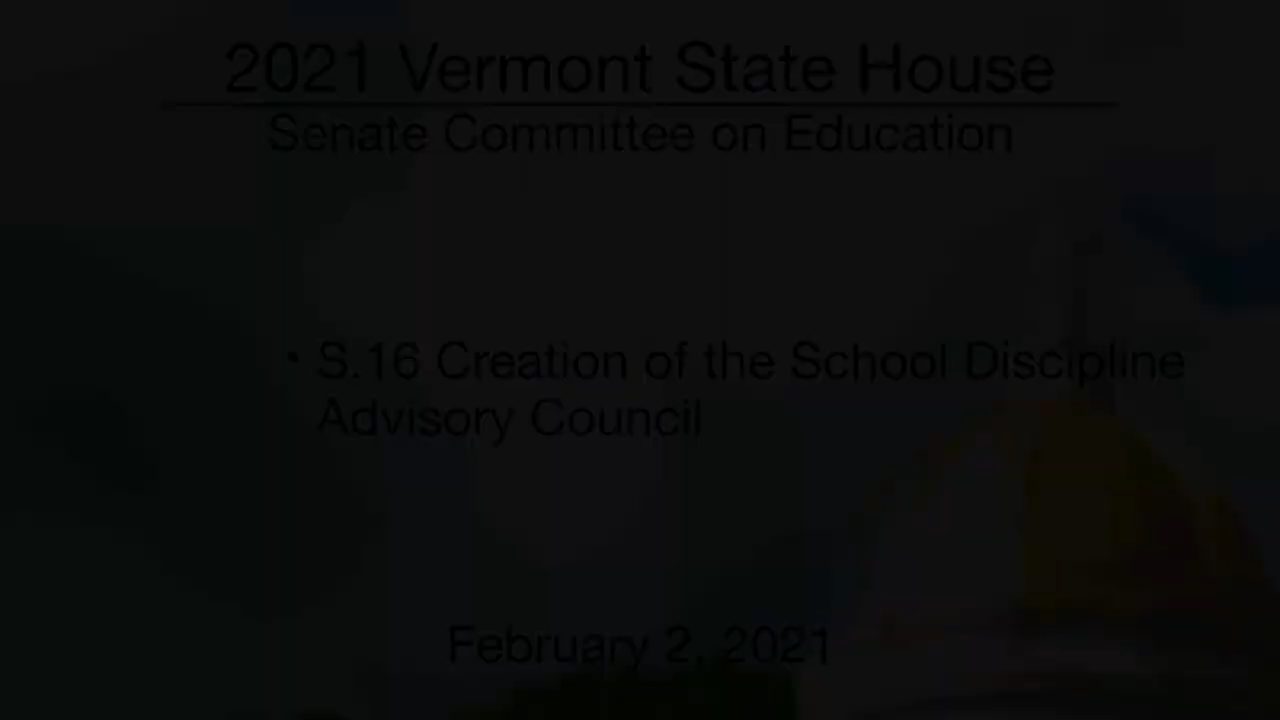 2021 Vermont State House
Senate Committee on Education
• S.16 Creation of the School Discipline
Advisory Council
February 2, 2021